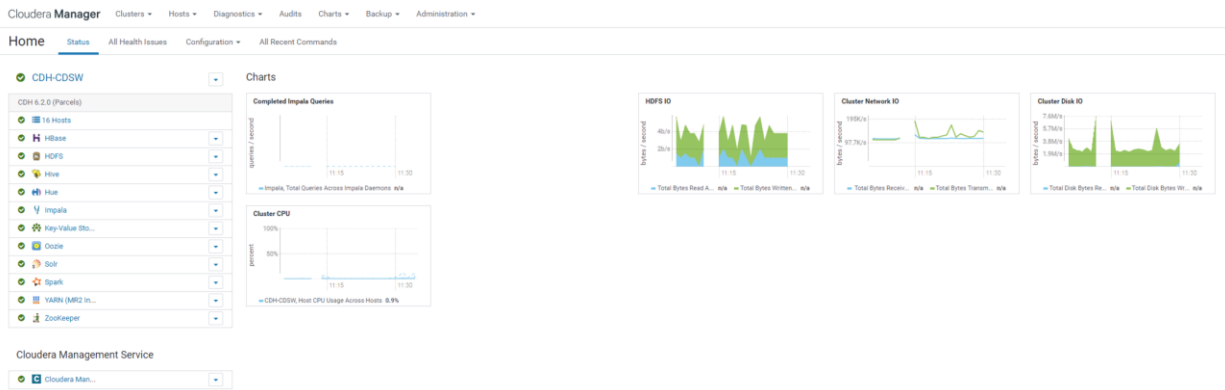 Cloudera Manager Clusters Hosts Diagnostics Audits Charts Backup Administration
Home Status All Health Issues Configuration All Recent Commands
CDH-CDSW
CDH 6.2.0 (Parcels)
16 Hosts
HBase
HDFS
Hive
Hue
Impala
Key-Value Sto...
Oozie
Solr
Spark
YARN (MR2 In...
ZooKeeper
Cloudera Management Service
Cloudera Man...
Charts
Completed Impala Queries
queries / second
11:15 11:30
Impala, Total Queries Across Impala Daemons n/a
HDFS IO
bytes / second
4b/s
2b/s
11:15 11:30
Total Bytes Read A... n/a Total Bytes Written... n/a
Cluster Network IO
bytes / second
195K/s
97.7K/s
11:15 11:30
Total Bytes Receiv... n/a Total Bytes Transm... n/a
Cluster Disk IO
bytes / second
7.6M/s
5.7M/s
3.8M/s
1.9M/s
11:15 11:30
Total Disk Bytes Re... n/a Total Disk Bytes Wr... n/a
Cluster CPU
percent
100%
50%
11:15 11:30
CDH-CDSW, Host CPU Usage Across Hosts 0.9%